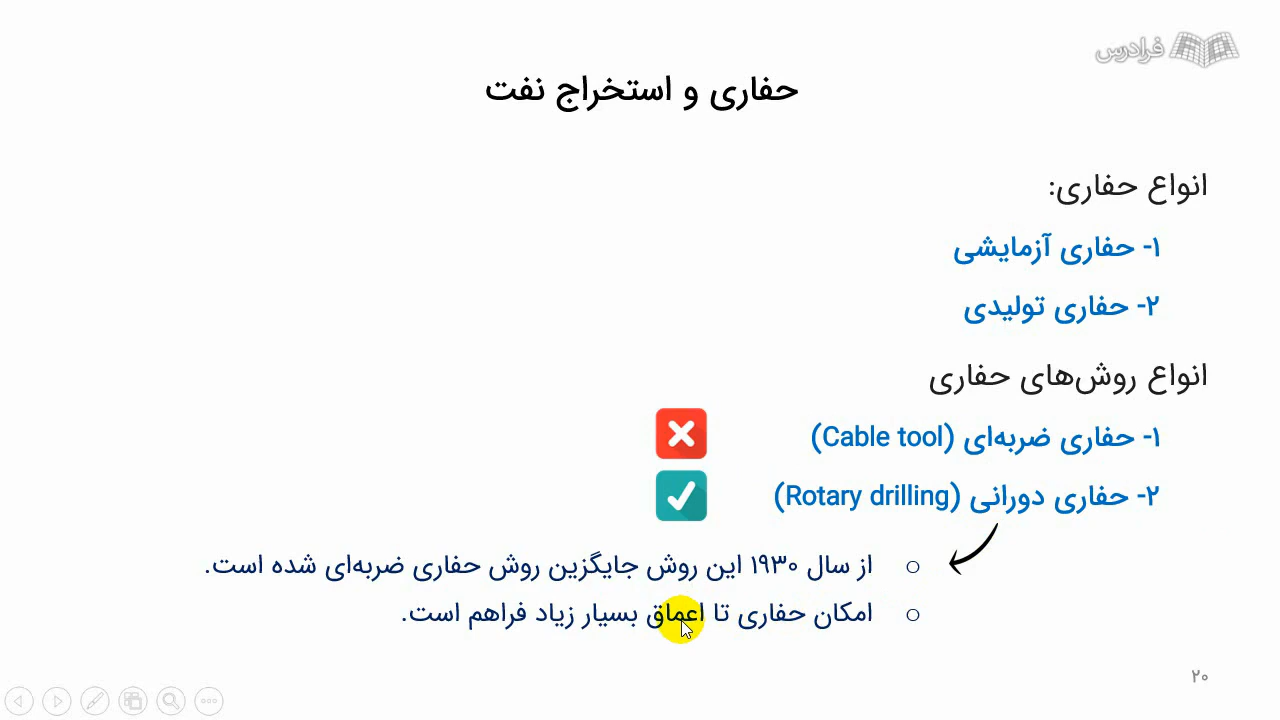 فرادرس
حفاری و استخراج نفت
انواع حفاری:
۱- حفاری آزمایشی
۲- حفاری تولیدی
انواع روش‌های حفاری
۱- حفاری ضربه‌ای (Cable tool)
۲- حفاری دورانی (Rotary drilling)
از سال ۱۹۳۰ این روش جایگزین روش حفاری ضربه‌ای شده است.
امکان حفاری تا اعماق بسیار زیاد فراهم است.
۲۰